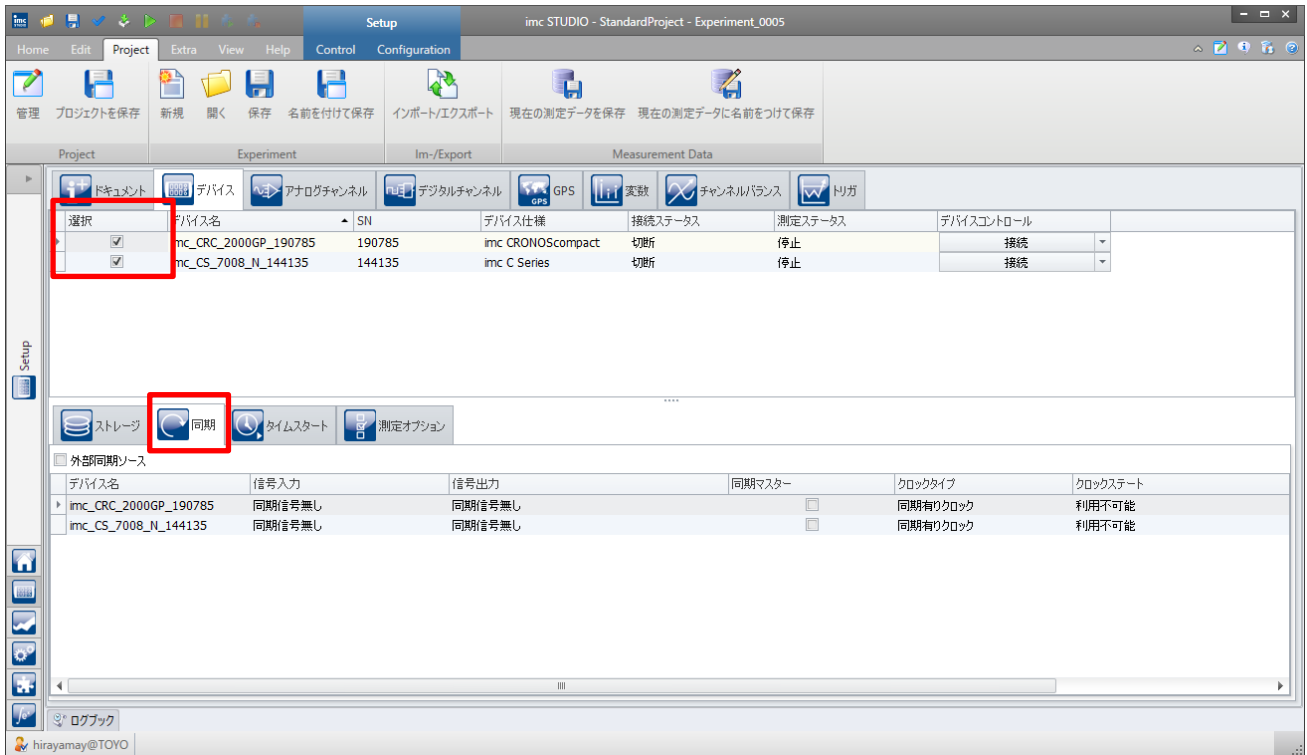 imc
Setup
imc STUDIO - StandardProject - Experiment_0005
Home Edit Project Extra View Help Control Configuration
管理 プロジェクトを保存 新規 開く 保存 名前を付けて保存 インポート/エクスポート 現在の測定データを保存 現在の測定データに名前をつけて保存
Project Experiment Im-/Export Measurement Data
ドキュメント デバイス アナログチャンネル デジタルチャンネル GPS GPS 変数 チャンネルバランス トリガ
選択 デバイス名 SN デバイス仕様 接続ステータス 測定ステータス デバイスコントロール
imc_CRC_2000GP_190785 190785 imc CRONOScompact 切断 停止 接続
imc_CS_7008_N_144135 144135 imc C Series 切断 停止 接続
Setup
ストレージ 同期 タイムスタート 測定オプション
外部同期ソース
デバイス名 信号入力 信号出力 同期マスター クロックタイプ クロックステート
imc_CRC_2000GP_190785 同期信号無し 同期信号無し 同期有りクロック 利用不可能
imc_CS_7008_N_144135 同期信号無し 同期信号無し 同期有りクロック 利用不可能
ログブック
hirayamay@TOYO